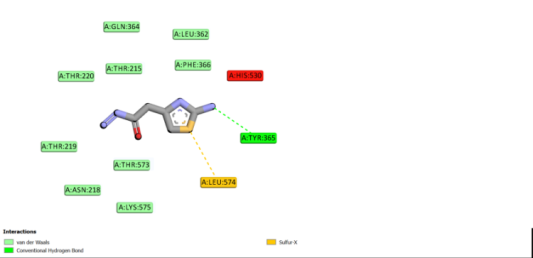 A:GLN:364
A:LEU:362
A:THR:215
A:PHE:366
A:THR:220
A:HIS:530
A:TYR:365
A:THR:219
A:THR:573
A:LEU:574
A:ASN:218
A:LYS:575
Interactions
van der Waals
Sulfur-X
Conventional Hydrogen Bond